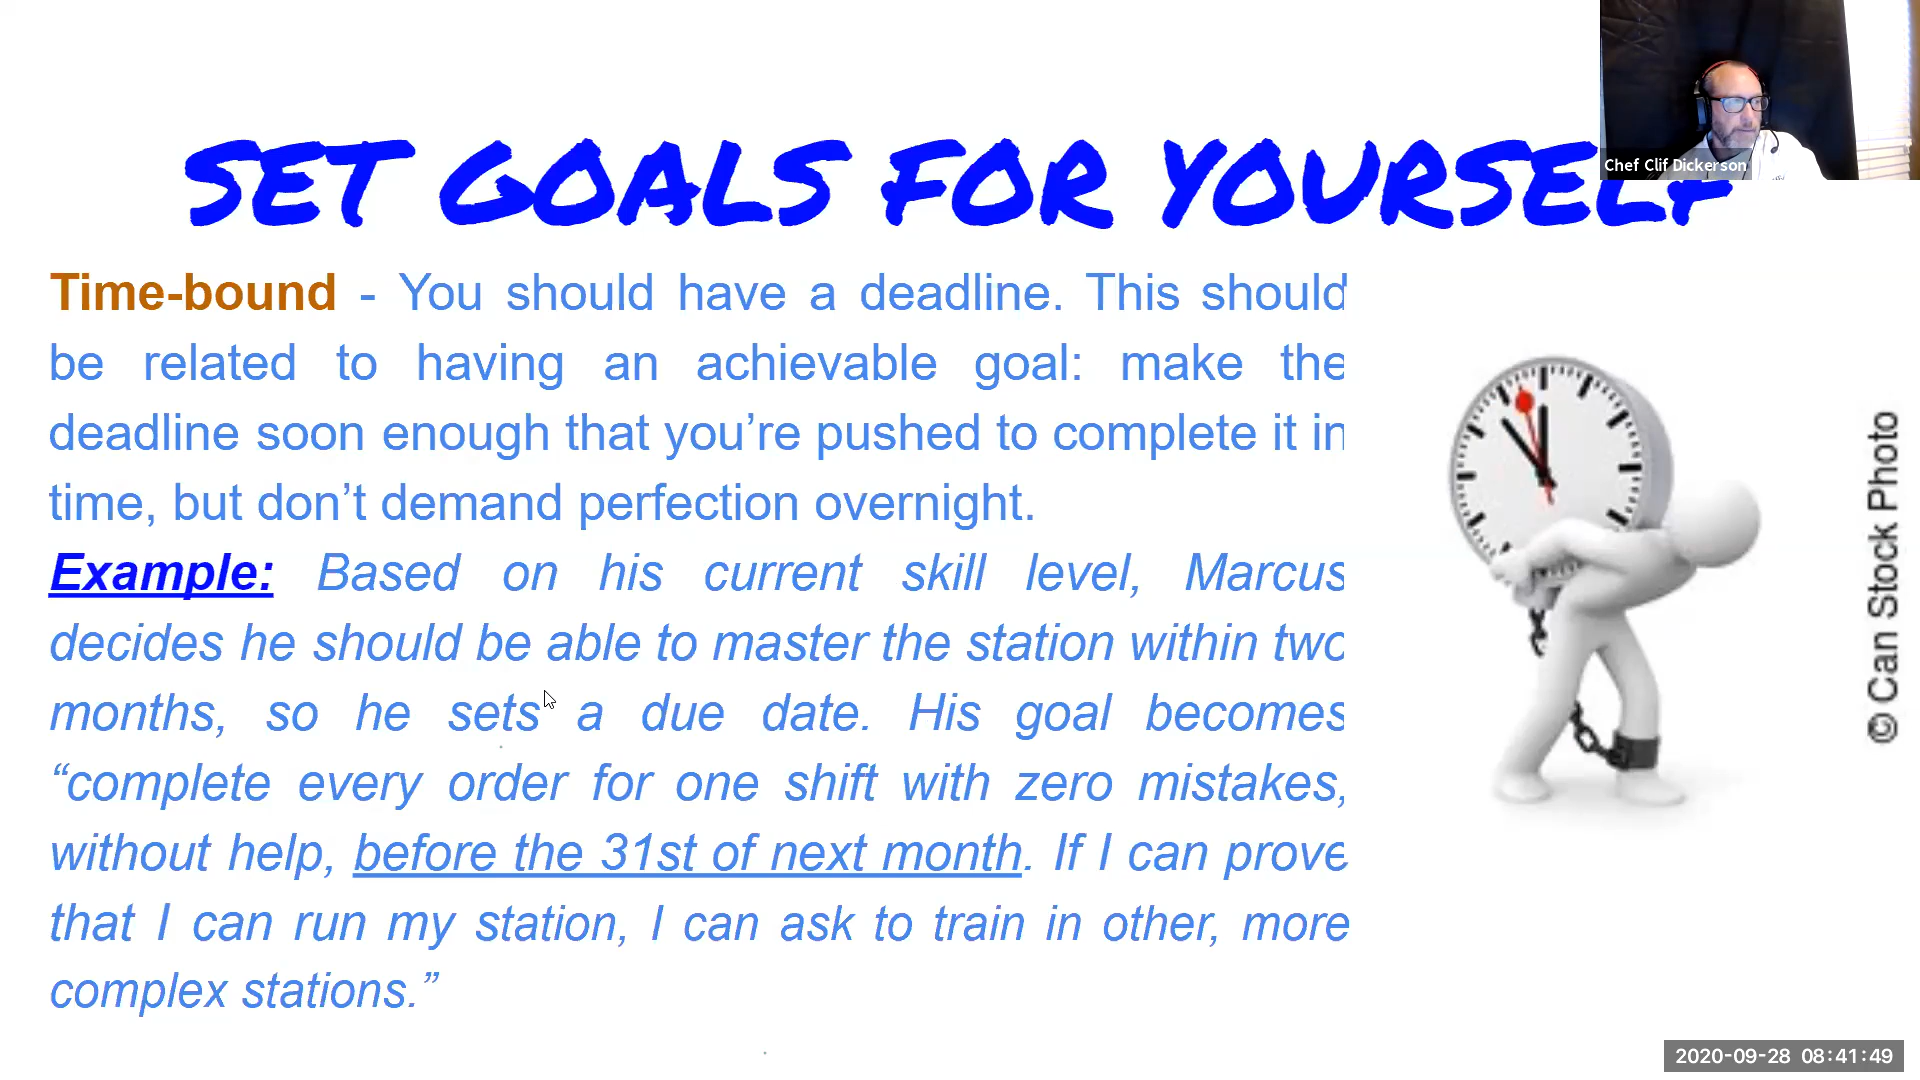 SET GOALS FOR YOURSELF
Chef Clif Dickerson
Time-bound - You should have a deadline. This should
be related to having an achievable goal: make the
deadline soon enough that you’re pushed to complete it in
time, but don’t demand perfection overnight.
Example: Based on his current skill level, Marcus
decides he should be able to master the station within two
months, so he sets a due date. His goal becomes
“complete every order for one shift with zero mistakes,
without help, before the 31st of next month. If I can prove
that I can run my station, I can ask to train in other, more
complex stations.”
© Can Stock Photo
2020-09-28 08:41:49